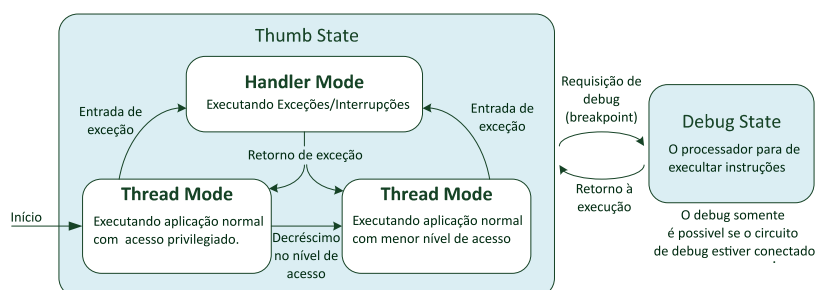 Thumb State
Handler Mode
Executando Exceções/Interrupções
Entrada de
exceção
Entrada de
exceção
Retorno de exceção
Início
Thread Mode
Executando aplicação normal
com acesso privilegiado.
Decréscimo
no nível de
acesso
Thread Mode
Executando aplicação normal
com menor nível de acesso
Requisição de
debug
(breakpoint)
Retorno à
execução
Debug State
O processador para de
execultar instruções
O debug somente
é possivel se o circuito
de debug estiver conectado